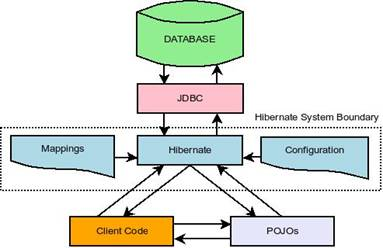 DATABASE
JDBC
Hibernate System Boundary
Mappings
Hibernate
Configuration
Client Code
POJOs